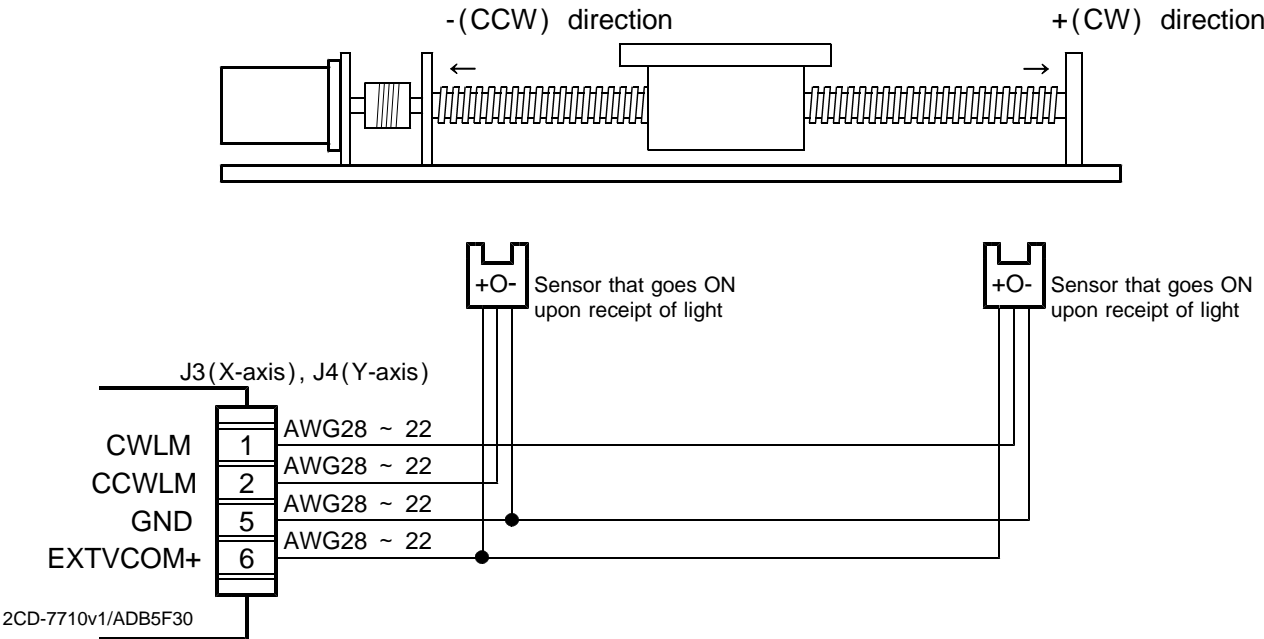 -(CCW) direction
+(CW) direction
←
→
+O-
Sensor that goes ON
upon receipt of light
+O-
Sensor that goes ON
upon receipt of light
J3(X-axis), J4(Y-axis)
CWLM 1 AWG28 ~ 22
CCWLM 2 AWG28 ~ 22
GND 5 AWG28 ~ 22
EXTVCOM+ 6 AWG28 ~ 22
2CD-7710v1/ADB5F30